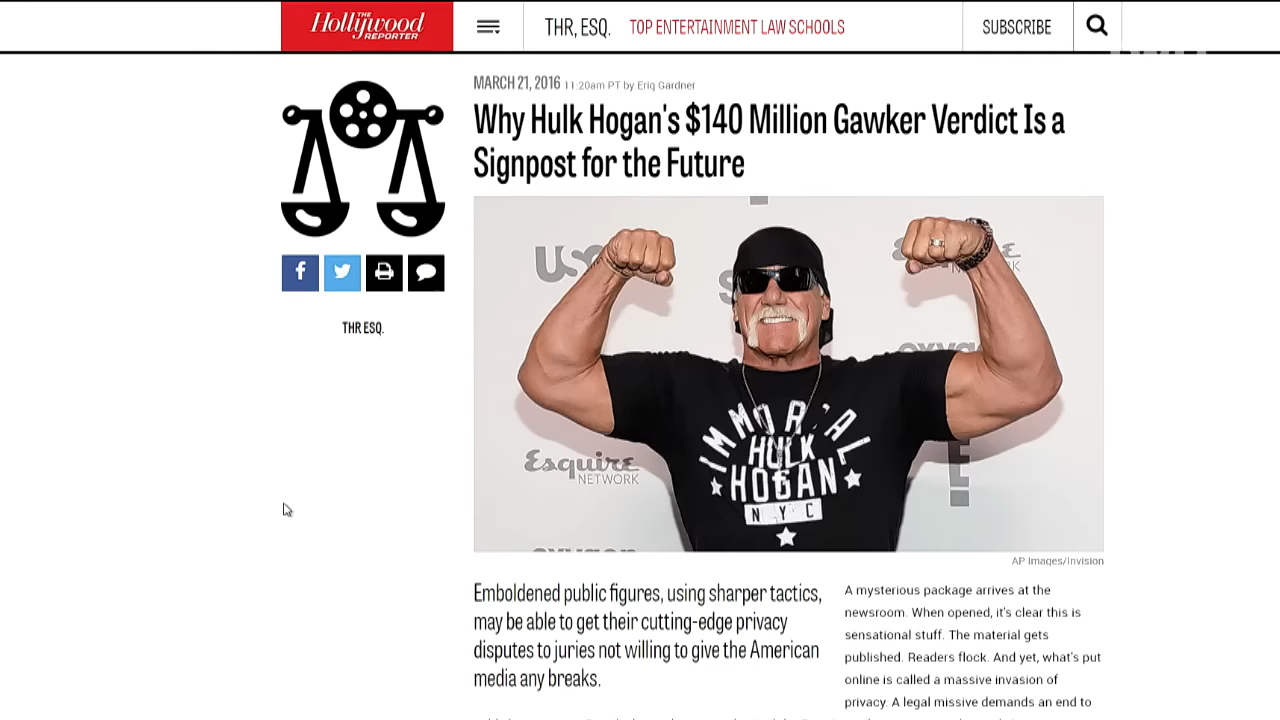 THE
Hollywood
REPORTER
THR, ESQ.
TOP ENTERTAINMENT LAW SCHOOLS
SUBSCRIBE
MARCH 21, 2016 11:20am PT by Eriq Gardner
Why Hulk Hogan's $140 Million Gawker Verdict Is a
Signpost for the Future
THR ESQ.
Esquire
NETWORK
IMMORTAL
HULK
HOGAN
NYC
AP Images/Invision
Emboldened public figures, using sharper tactics,
may be able to get their cutting-edge privacy
disputes to juries not willing to give the American
media any breaks.
A mysterious package arrives at the
newsroom. When opened, it's clear this is
sensational stuff. The material gets
published. Readers flock. And yet, what's put
online is called a massive invasion of
privacy. A legal missive demands an end to